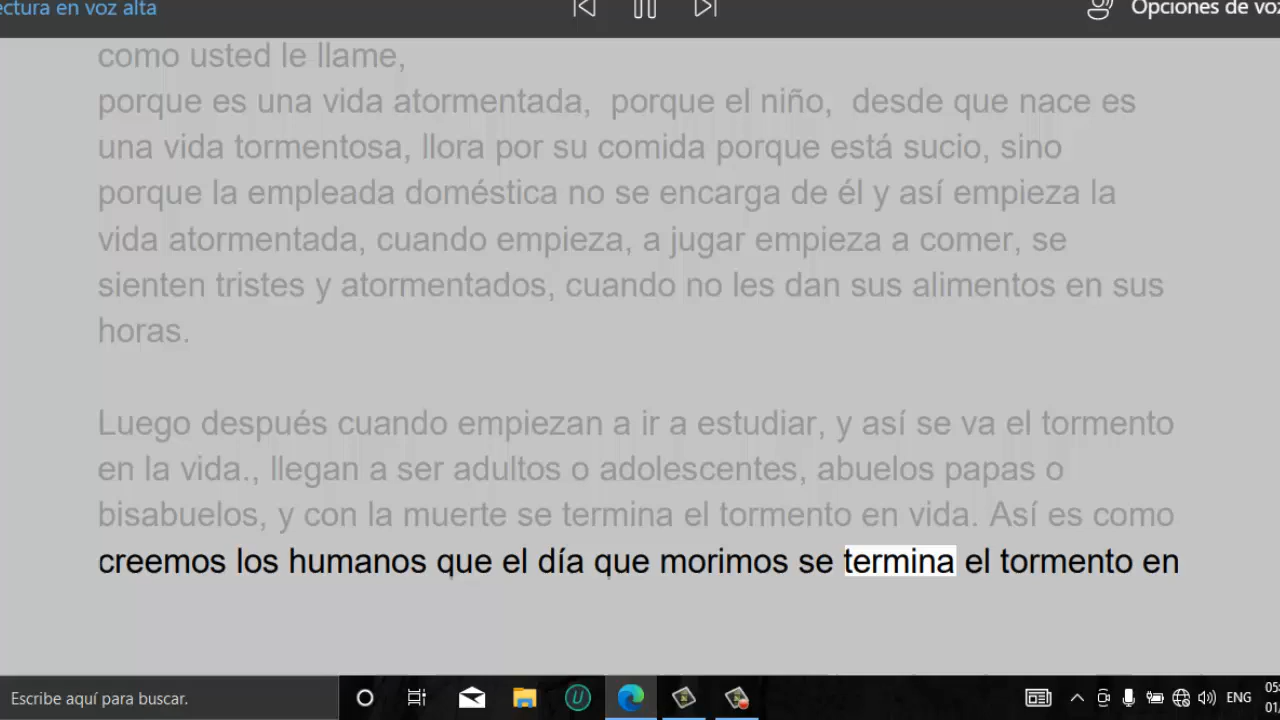 ectura en voz alta
Opciones de voz
como usted le llame,
porque es una vida atormentada,  porque el niño,  desde que nace es
una vida tormentosa, llora por su comida porque está sucio, sino
porque la empleada doméstica no se encarga de él y así empieza la
vida atormentada, cuando empieza, a jugar empieza a comer, se
sienten tristes y atormentados, cuando no les dan sus alimentos en sus
horas.
Luego después cuando empiezan a ir a estudiar, y así se va el tormento
en la vida., llegan a ser adultos o adolescentes, abuelos papas o
bisabuelos, y con la muerte se termina el tormento en vida. Así es como
creemos los humanos que el día que morimos se termina el tormento en
Escribe aquí para buscar.
ENG
05:
01/